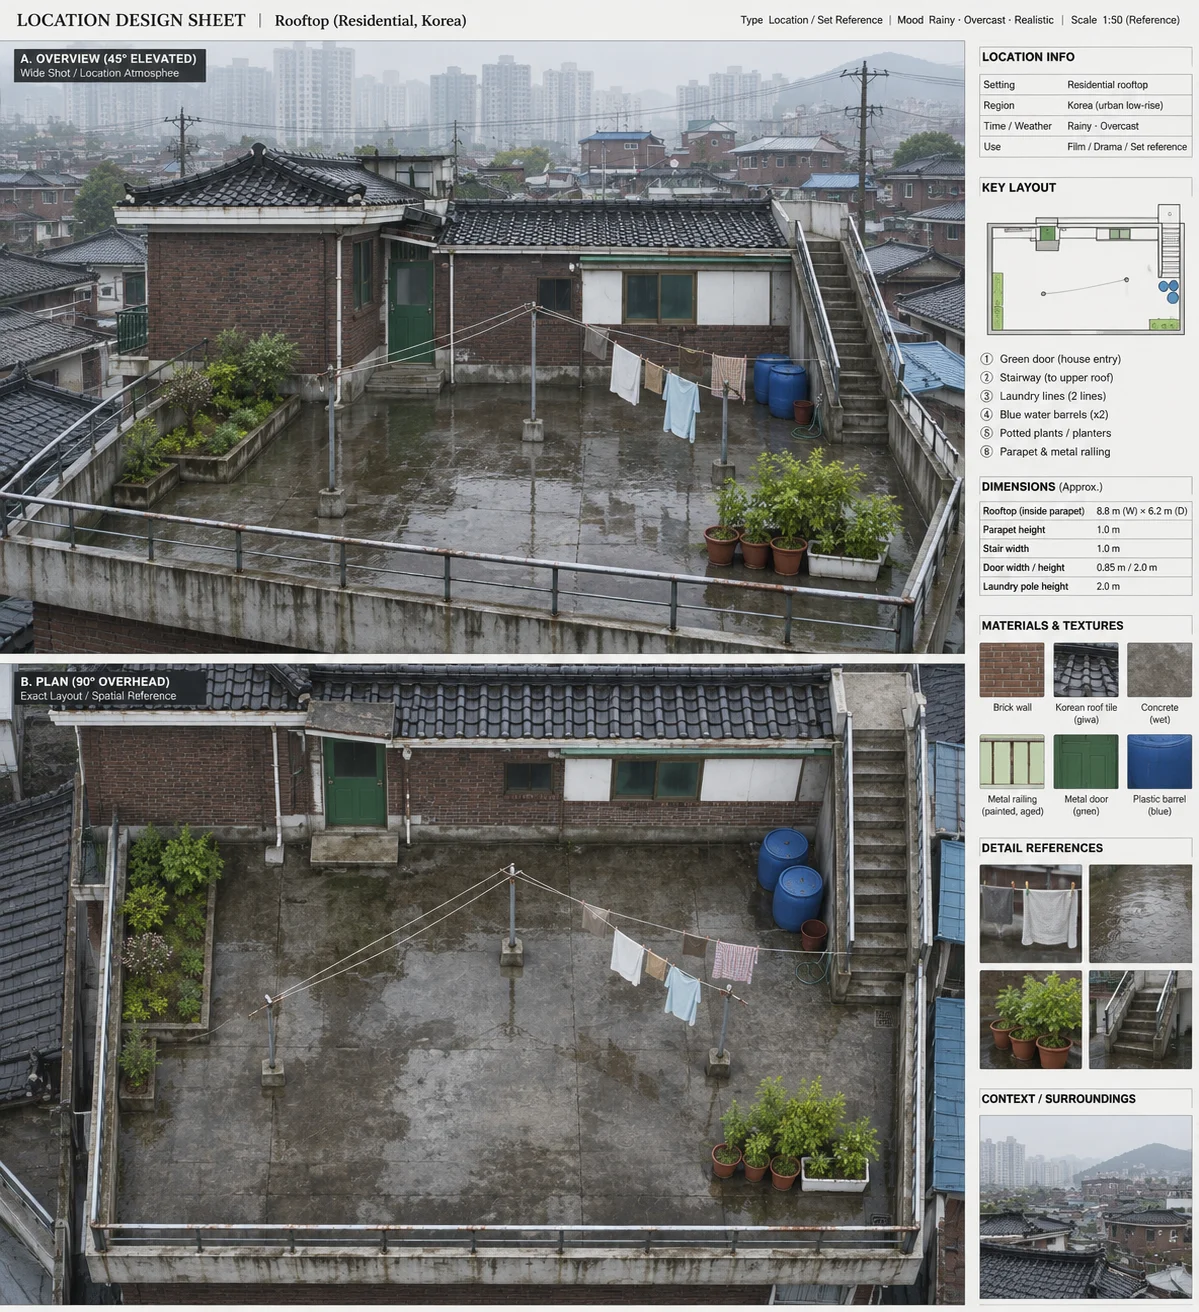 LOCATION DESIGN SHEET | Rooftop (Residential, Korea)
Type Location / Set Reference | Mood Rainy · Overcast · Realistic | Scale 1:50 (Reference)
A. OVERVIEW (45° ELEVATED)
Wide Shot / Location Atmosphee
B. PLAN (90° OVERHEAD)
Exact Layout / Spatial Reference
LOCATION INFO
Setting Residential rooftop
Region Korea (urban low-rise)
Time / Weather Rainy · Overcast
Use Film / Drama / Set reference
KEY LAYOUT
① Green door (house entry)
② Stairway (to upper roof)
③ Laundry lines (2 lines)
④ Blue water barrels (x2)
⑤ Potted plants / planters
⑧ Parapet & metal ralling
DIMENSIONS (Approx.)
Rooftop (inside parapet) 8.8 m (W) × 6.2 m (D)
Parapet height 1.0 m
Stair width 1.0 m
Door width / height 0.85 m / 2.0 m
Laundry pole height 2.0 m
MATERIALS & TEXTURES
Brick wall
Korean roof tile
(giwa)
Concrete
(wet)
Metal railing
(painted, aged)
Metal door
(gnen)
Plastic barrel
(blue)
DETAIL REFERENCES
CONTEXT / SURROUNDINGS